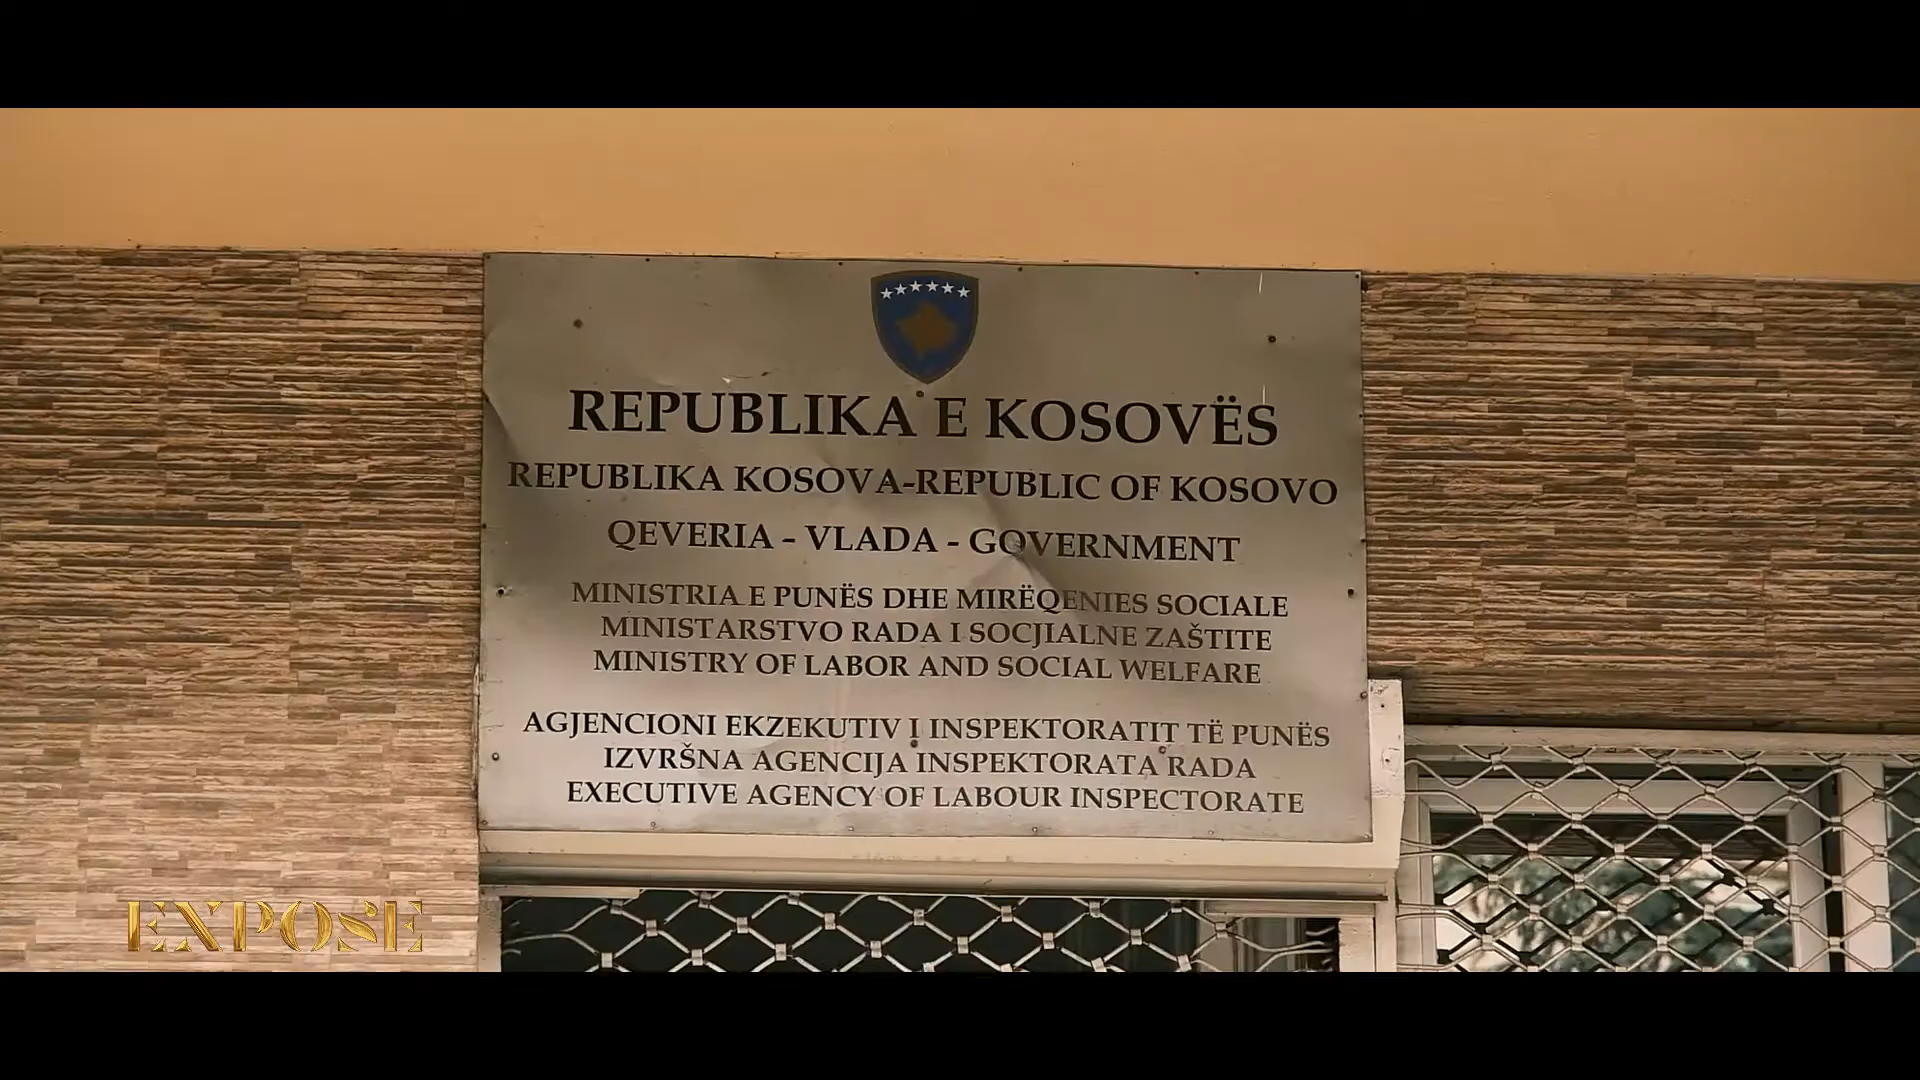 REPUBLIKA E KOSOVËS
REPUBLIKA KOSOVA-REPUBLIC OF KOSOVO
QEVERIA - VLADA - GOVERNMENT
MINISTRIA E PUNËS DHE MIRËQENIES SOCIALE
MINISTARSTVO RADA I SOCJIALNE ZAŠTITE
MINISTRY OF LABOR AND SOCIAL WELFARE
AGJENCIONI EKZEKUTIV I INSPEKTORATIT TË PUNËS
IZVRŠNA AGENCIJA INSPEKTORATA RADA
EXECUTIVE AGENCY OF LABOUR INSPECTORATE
EXPOSE